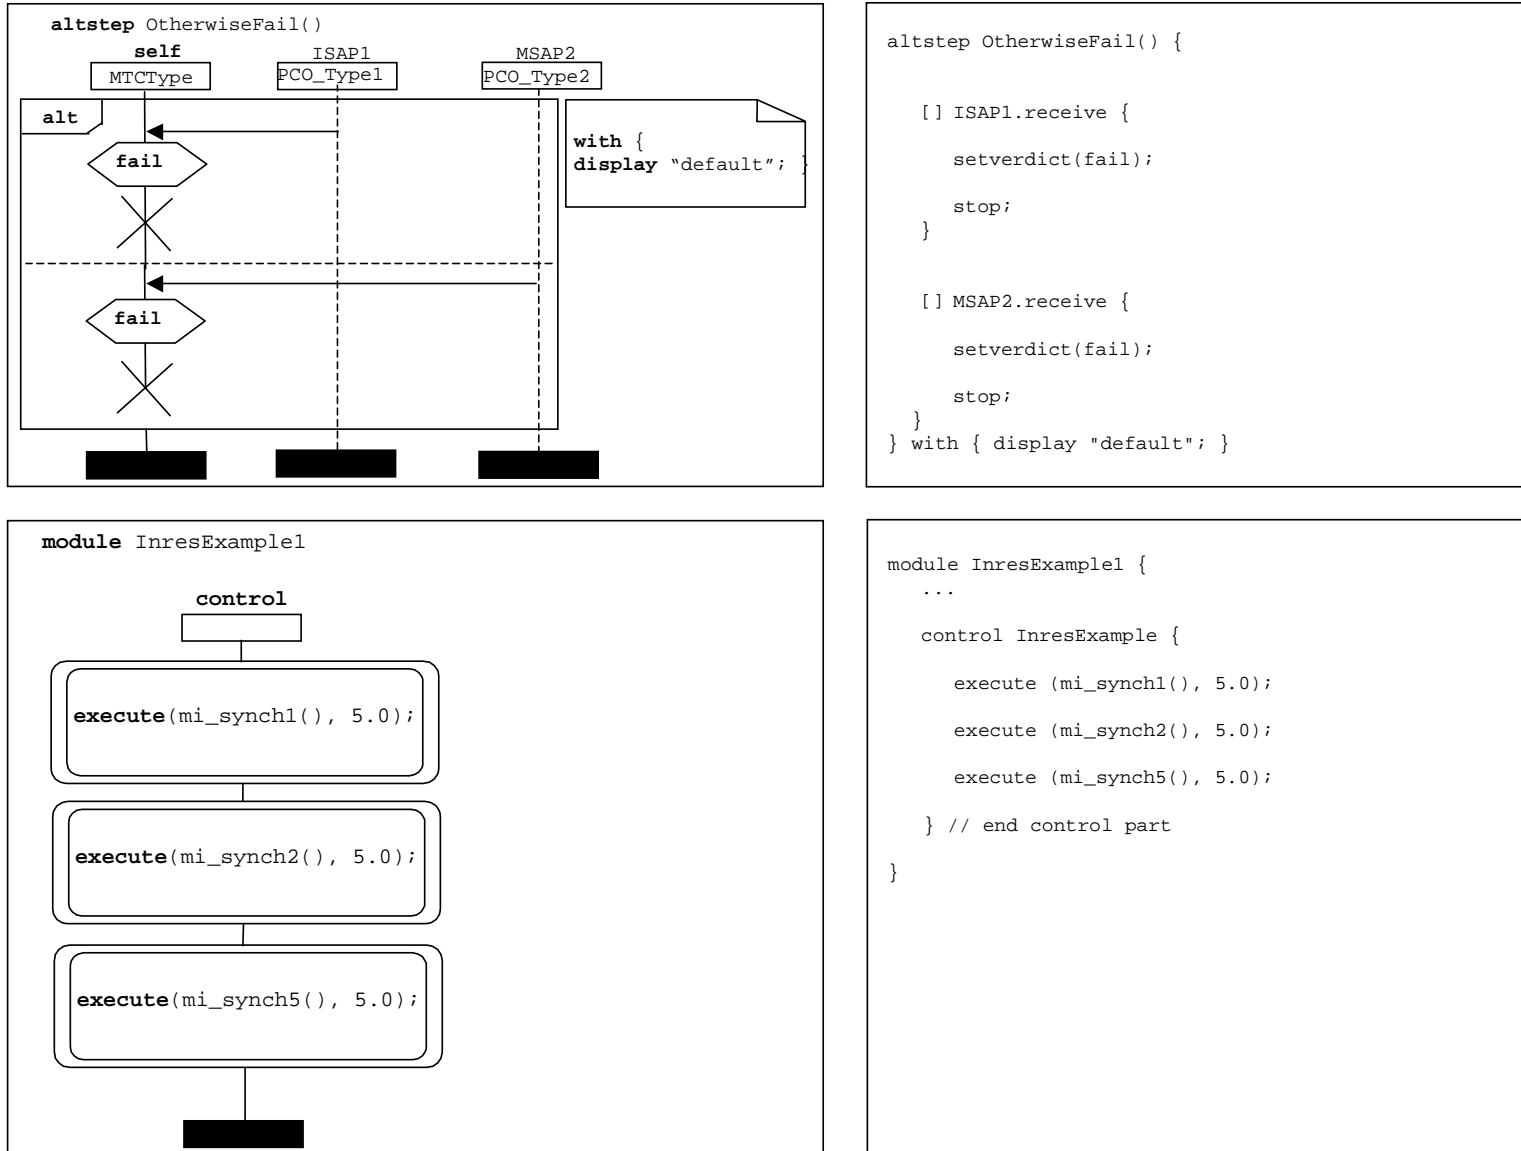 altstep OtherwiseFail()
self
ISAP1
MSAP2
MTCType
PCO_Type1
PCO_Type2
alt
fail
fail
with {
display “default”; }
altstep OtherwiseFail() {
[] ISAP1.receive {
setverdict(fail);
stop;
}
[] MSAP2.receive {
setverdict(fail);
stop;
}
} with { display "default"; }
module InresExample1
control
execute(mi_synch1(), 5.0);
execute(mi_synch2(), 5.0);
execute(mi_synch5(), 5.0);
module InresExample1 {
...
control InresExample {
execute (mi_synch1(), 5.0);
execute (mi_synch2(), 5.0);
execute (mi_synch5(), 5.0);
} // end control part
}